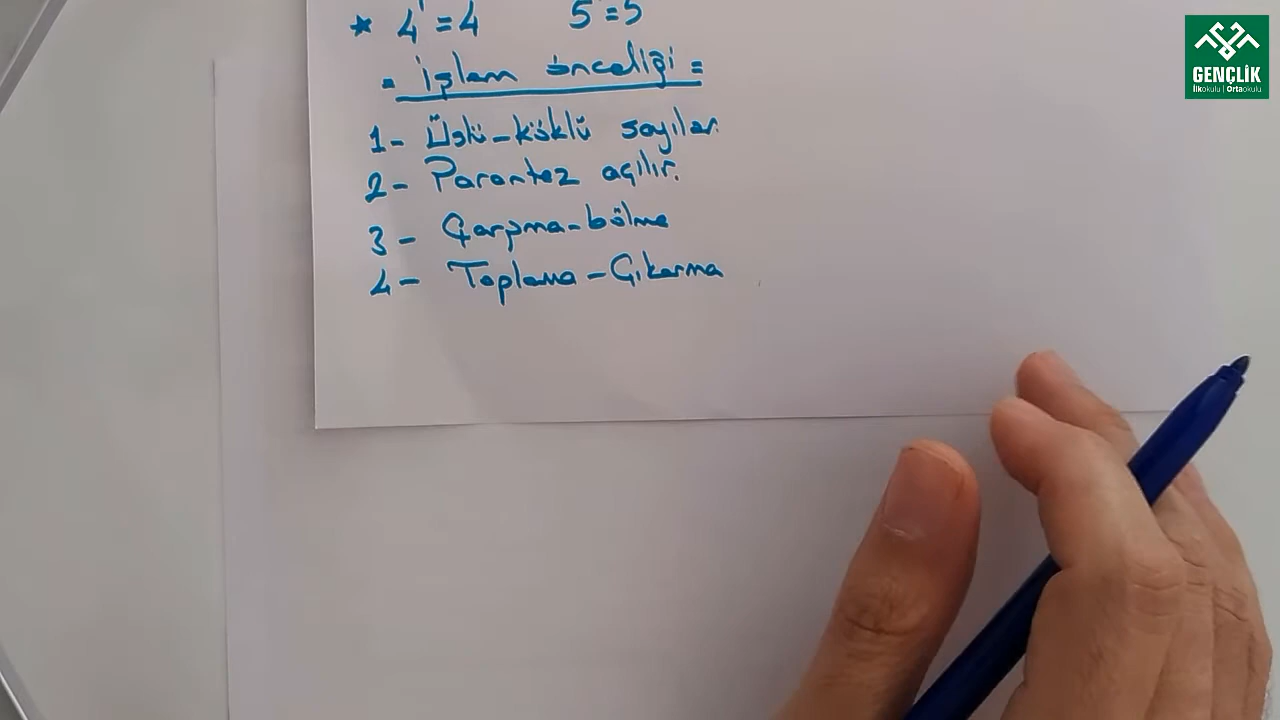 * 4¹ = 4 5¹ = 5
= İşlem önceliği =
1- Üslü-köklü sayılar.
2- Parantez açılır.
3- Çarpma-bölme
4- Toplama-Çıkarma
GENÇLİK
İlkokulu | Ortaokulu